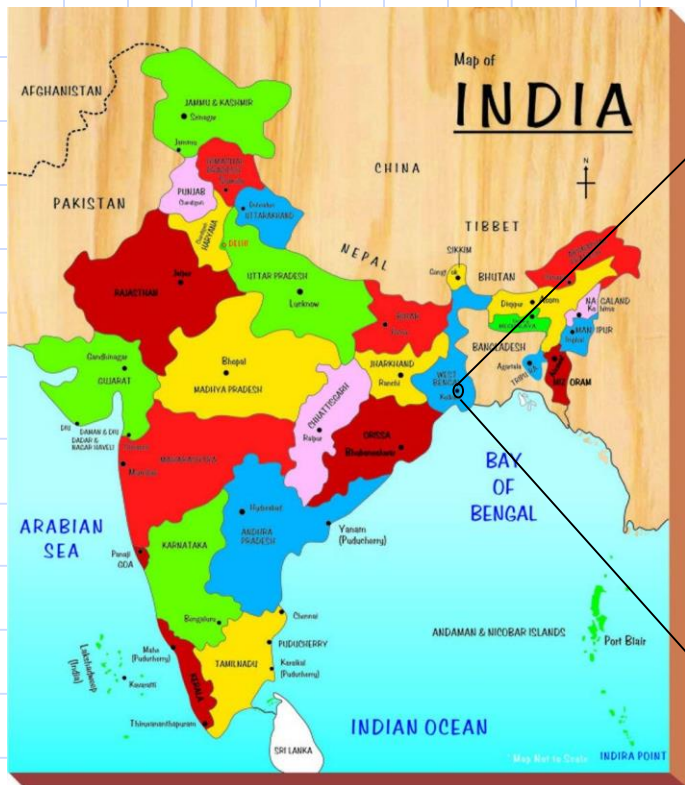 Map of
INDIA
AFGHANISTAN
JAMMU & KASHMIR
Srinagar
Jammu
CHINA
N
PAKISTAN
HIMACHAL
PRADESH
PUNJAB
Chandigarh
Dehradun
UTTARAKHAND
HARYANA
DELHI
TIBBET
NEPAL
SIKKIM
Gangtok
BHUTAN
Jaipur
RAJASTHAN
UTTAR PRADESH
Lucknow
BIHAR
Patna
Dispur
Assam
NAGALAND
Kohima
MEGHALAYA
MANIPUR
Imphal
BANGLADESH
Agartala
TRIPURA
MIZORAM
Gandhinagar
GUJARAT
Bhopal
MADHYA PRADESH
JHARKHAND
Ranchi
WEST
BENGAL
CHHATTISGARH
Raipur
ORISSA
Bhubaneshwar
DIU
DAMAN & DIU
DADAR &
NAGAR HAVELI
MAHARASHTRA
Mumbai
BAY
OF
BENGAL
ARABIAN
SEA
Hyderabad
ANDHRA
PRADESH
Yanam
(Puducherry)
KARNATAKA
Panaji
GOA
Bengaluru
Chennai
PUDUCHERRY
Mahe
(Puducherry)
TAMILNADU
Karaikal
(Puducherry)
KERALA
Lakshadweep
(India)
Kavaratti
Thiruvananthapuram
ANDAMAN & NICOBAR ISLANDS
Port Blair
SRI LANKA
INDIAN OCEAN
* Map Not to Scale
INDIRA POINT